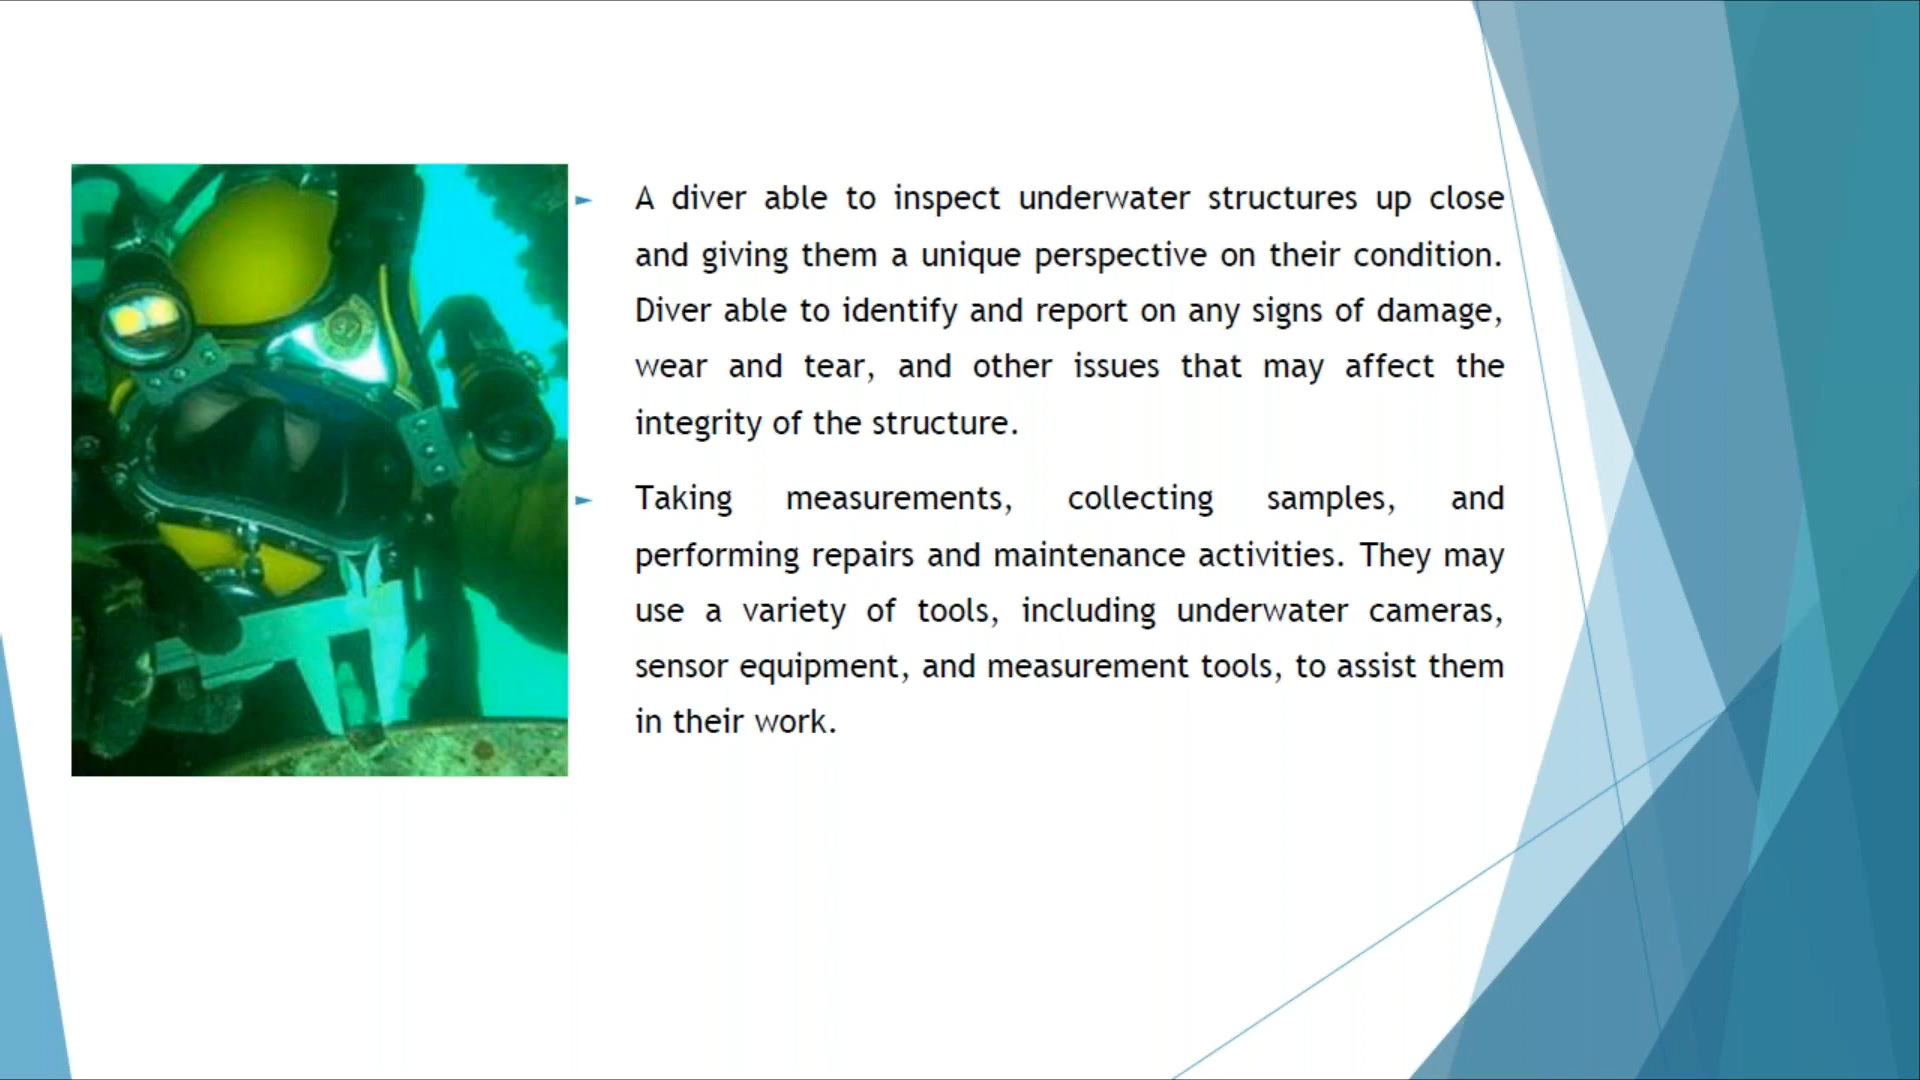 A diver able to inspect underwater structures up close
and giving them a unique perspective on their condition.
Diver able to identify and report on any signs of damage,
wear and tear, and other issues that may affect the
integrity of the structure.
Taking measurements, collecting samples, and
performing repairs and maintenance activities. They may
use a variety of tools, including underwater cameras,
sensor equipment, and measurement tools, to assist them
in their work.